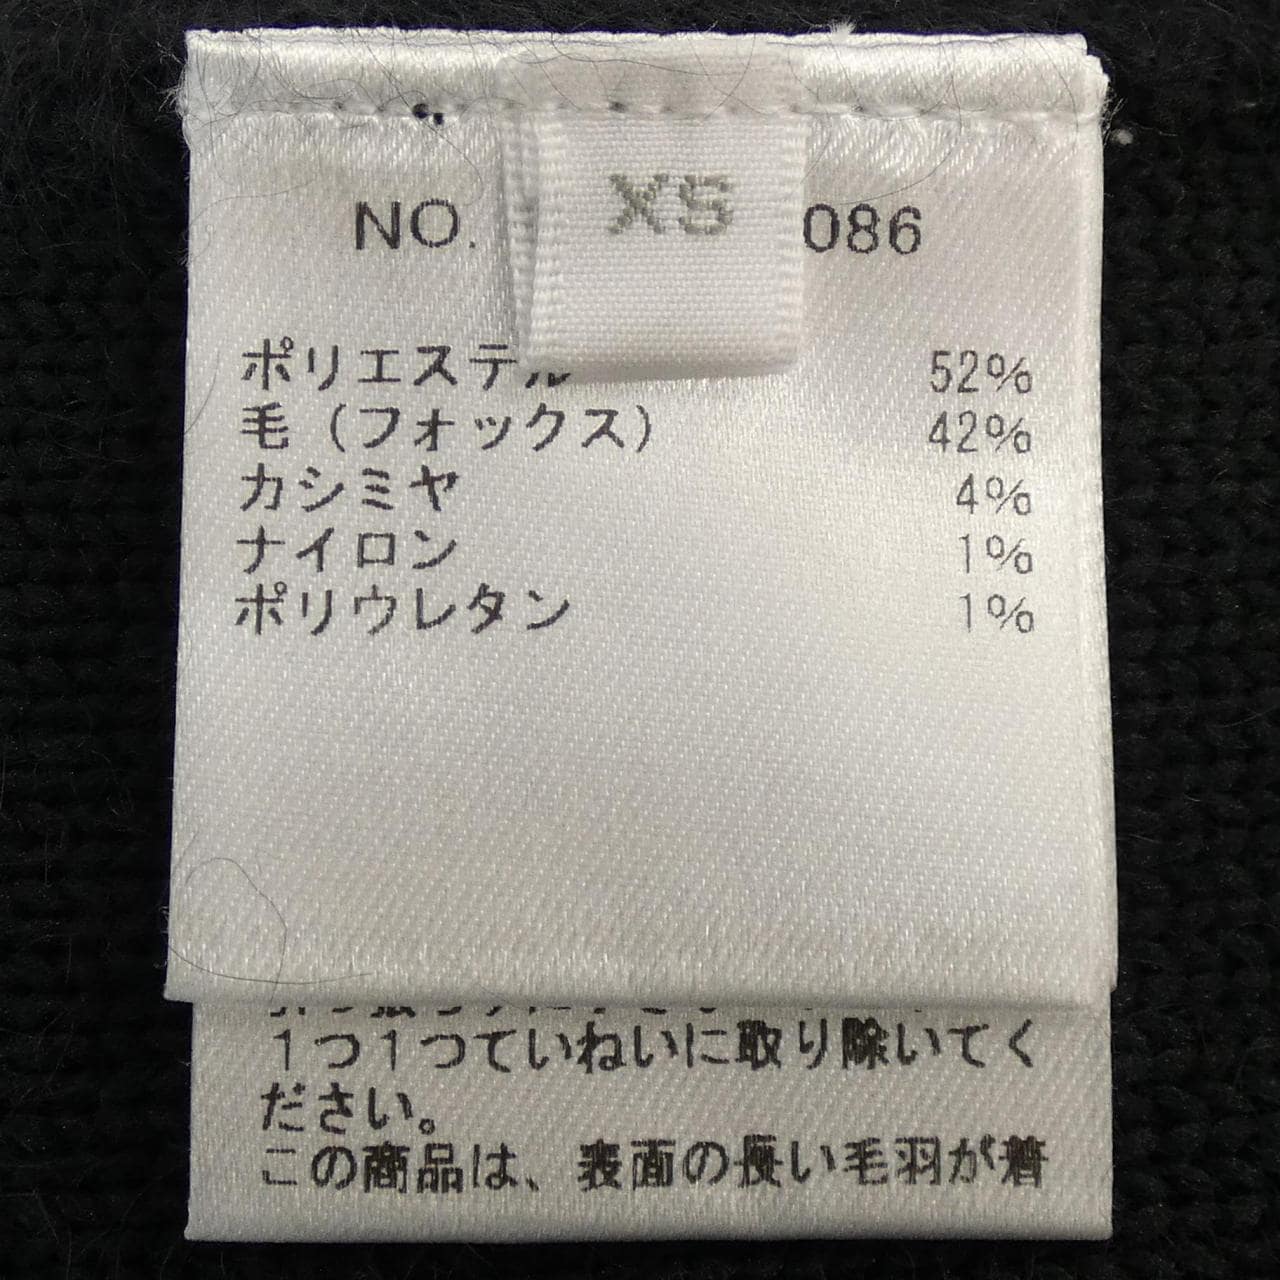 XS
NO. 086
ポリエステル 52%
毛（フォックス） 42%
カシミヤ 4%
ナイロン 1%
ポリウレタン 1%
1つ1つていねいに取り除いてく
ださい。
この商品は、表面の長い毛羽が着